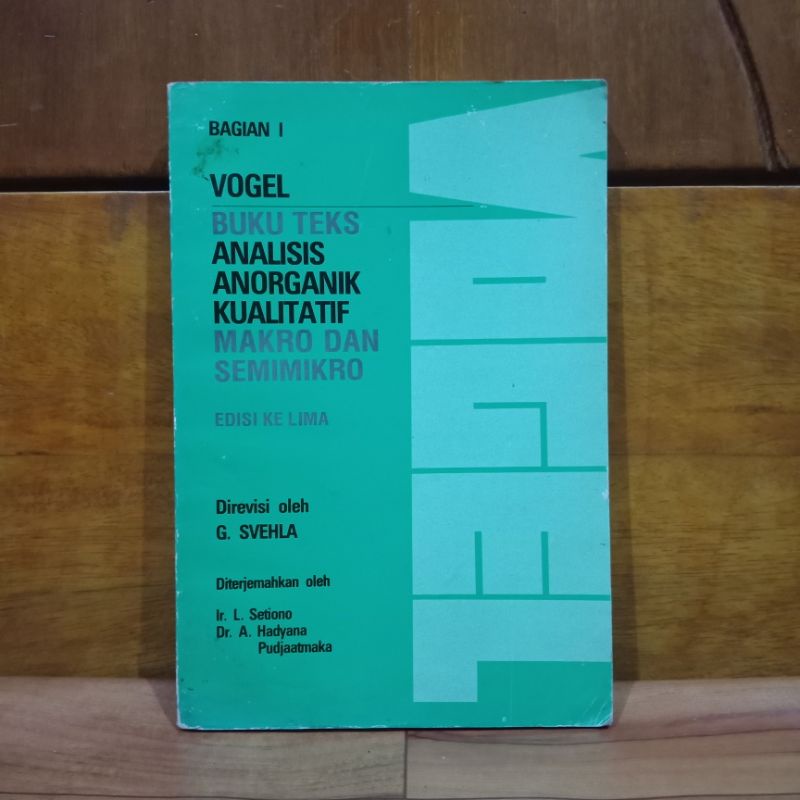 BAGIAN I
VOGEL
BUKU TEKS
ANALISIS
ANORGANIK
KUALITATIF
MAKRO DAN
SEMIMIKRO
EDISI KE LIMA
Direvisi oleh
G. SVEHLA
Diterjemahkan oleh
Ir. L. Setiono
Dr. A. Hadyana
Pudjaatmaka
VOGEL